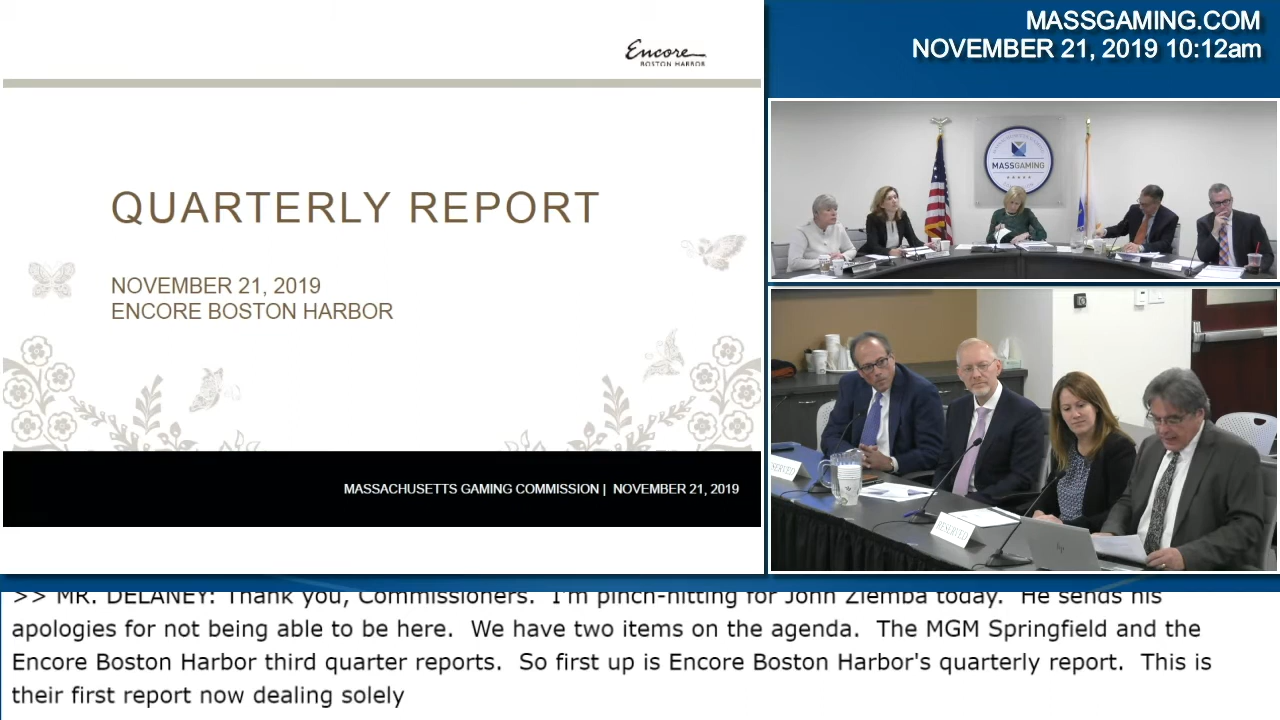 Encore
BOSTON HARBOR
QUARTERLY REPORT
NOVEMBER 21, 2019
ENCORE BOSTON HARBOR
MASSACHUSETTS GAMING COMMISSION | NOVEMBER 21, 2019
MASSGAMING.COM
NOVEMBER 21, 2019 10:12am
MASSGAMING
RESERVED
>> MR. DELANEY: Thank you, Commissioners. I'm pinch-hitting for John Ziemba today. He sends his
apologies for not being able to be here. We have two items on the agenda. The MGM Springfield and the
Encore Boston Harbor third quarter reports. So first up is Encore Boston Harbor's quarterly report. This is
their first report now dealing solely